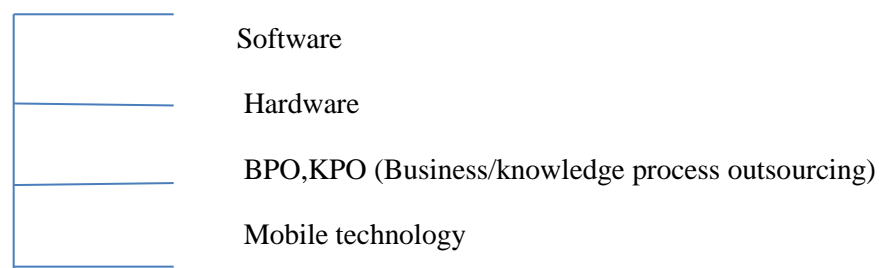 Software
Hardware
BPO,KPO (Business/knowledge process outsourcing)
Mobile technology